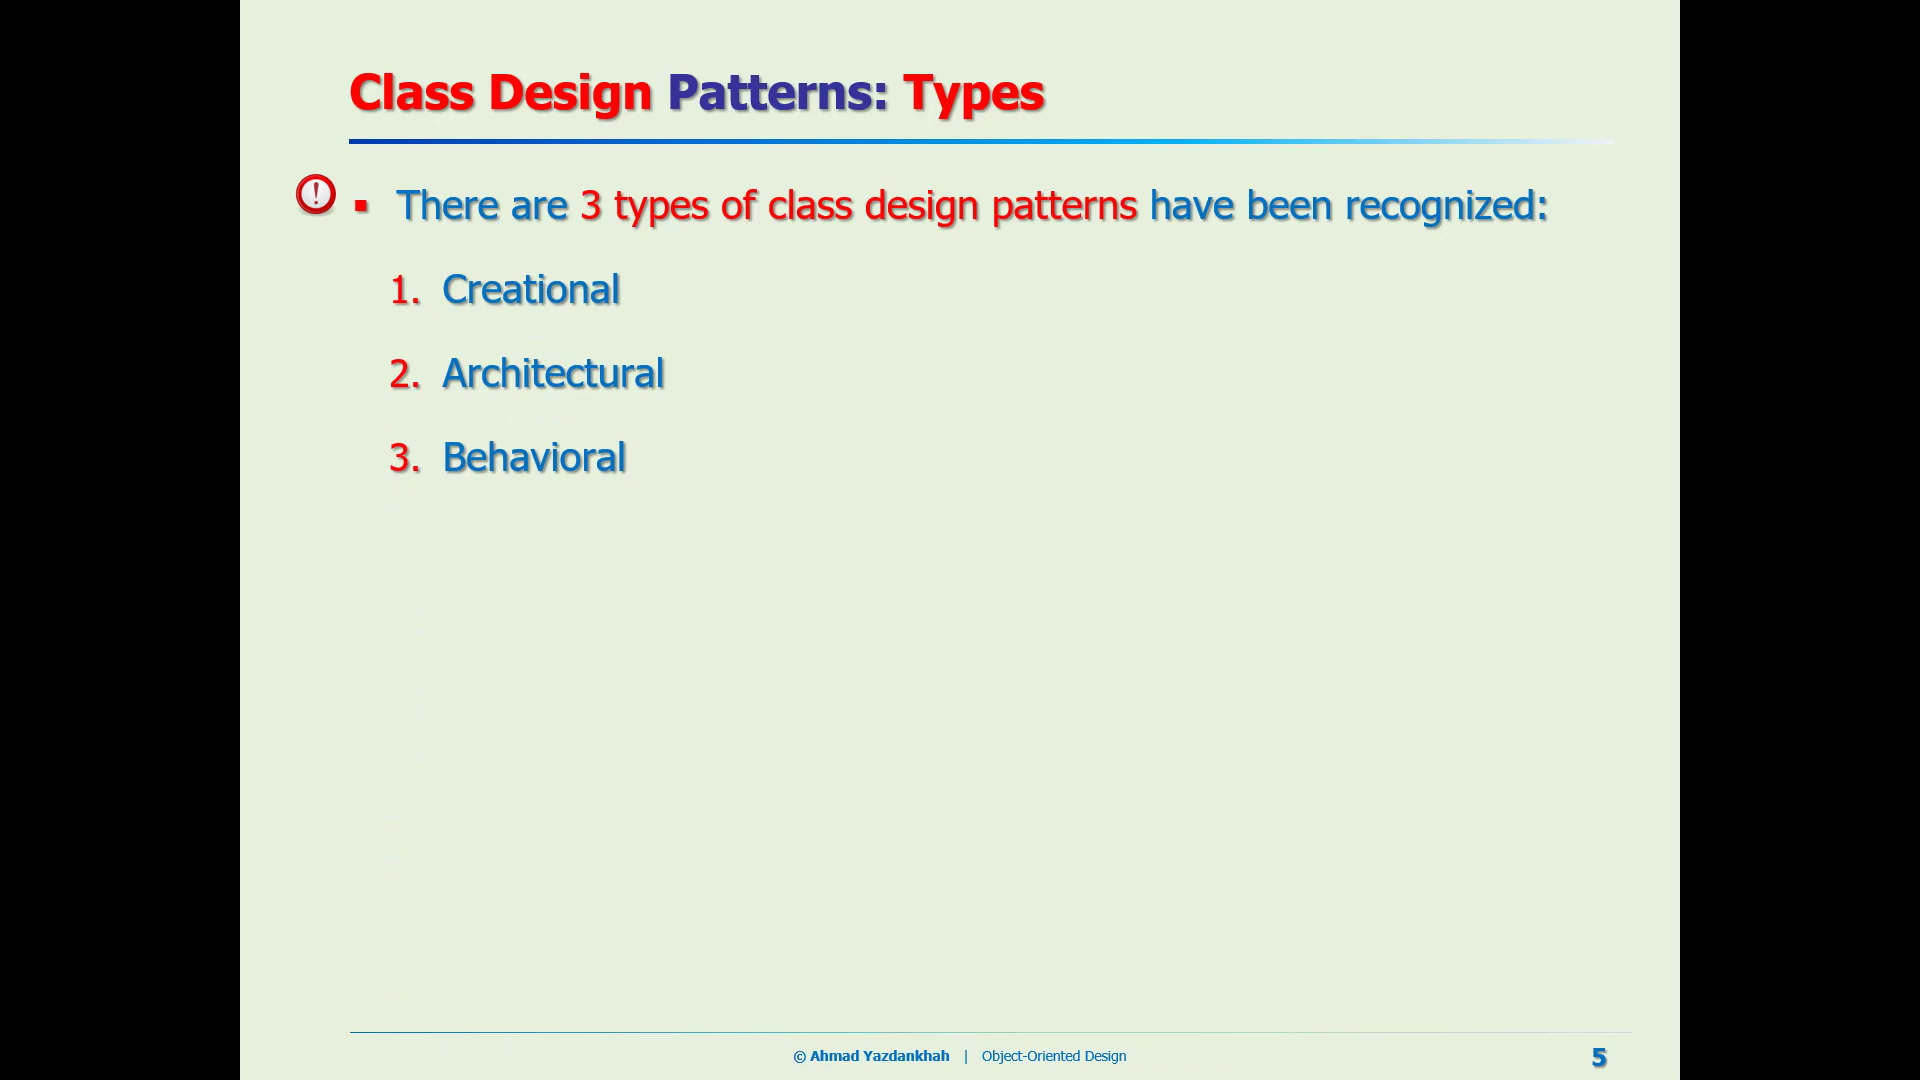 Class Design Patterns: Types
▪ There are 3 types of class design patterns have been recognized:
1. Creational
2. Architectural
3. Behavioral
© Ahmad Yazdankhah | Object-Oriented Design
5